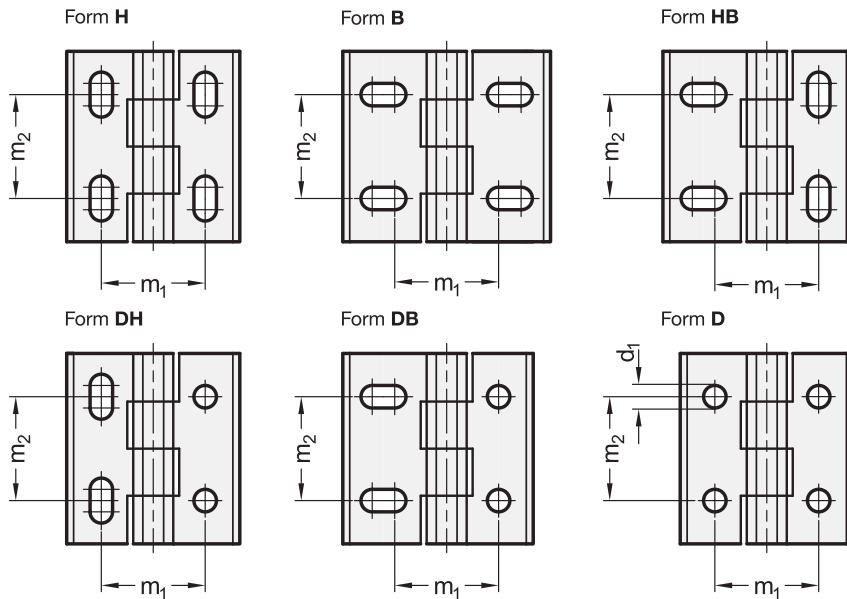 Form H
Form B
Form HB
m₂
m₂
m₂
m₁
m₁
m₁
Form DH
Form DB
Form D
d₁
m₂
m₂
m₂
m₁
m₁
m₁